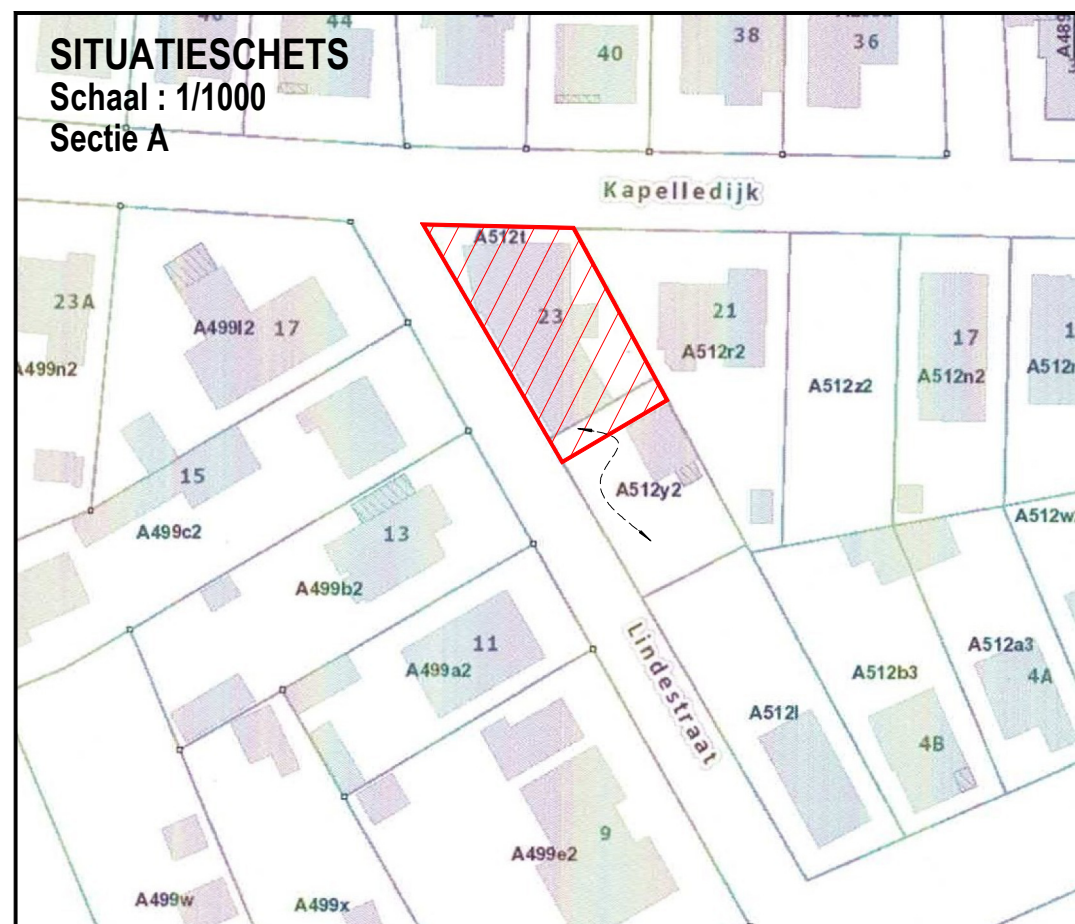 SITUATIESCHETS
Schaal : 1/1000
Sectie A
44
40
38
36
Kapelledijk
A512t
23
23A
A499l2
17
A499n2
21
A512r2
A512z2
17
A512n2
15
A499c2
A512y2
13
A499b2
A512w
11
A499a2
Lindestraat
A512b3
A512a3
4A
A512l
4B
9
A499e2
A499w
A499x